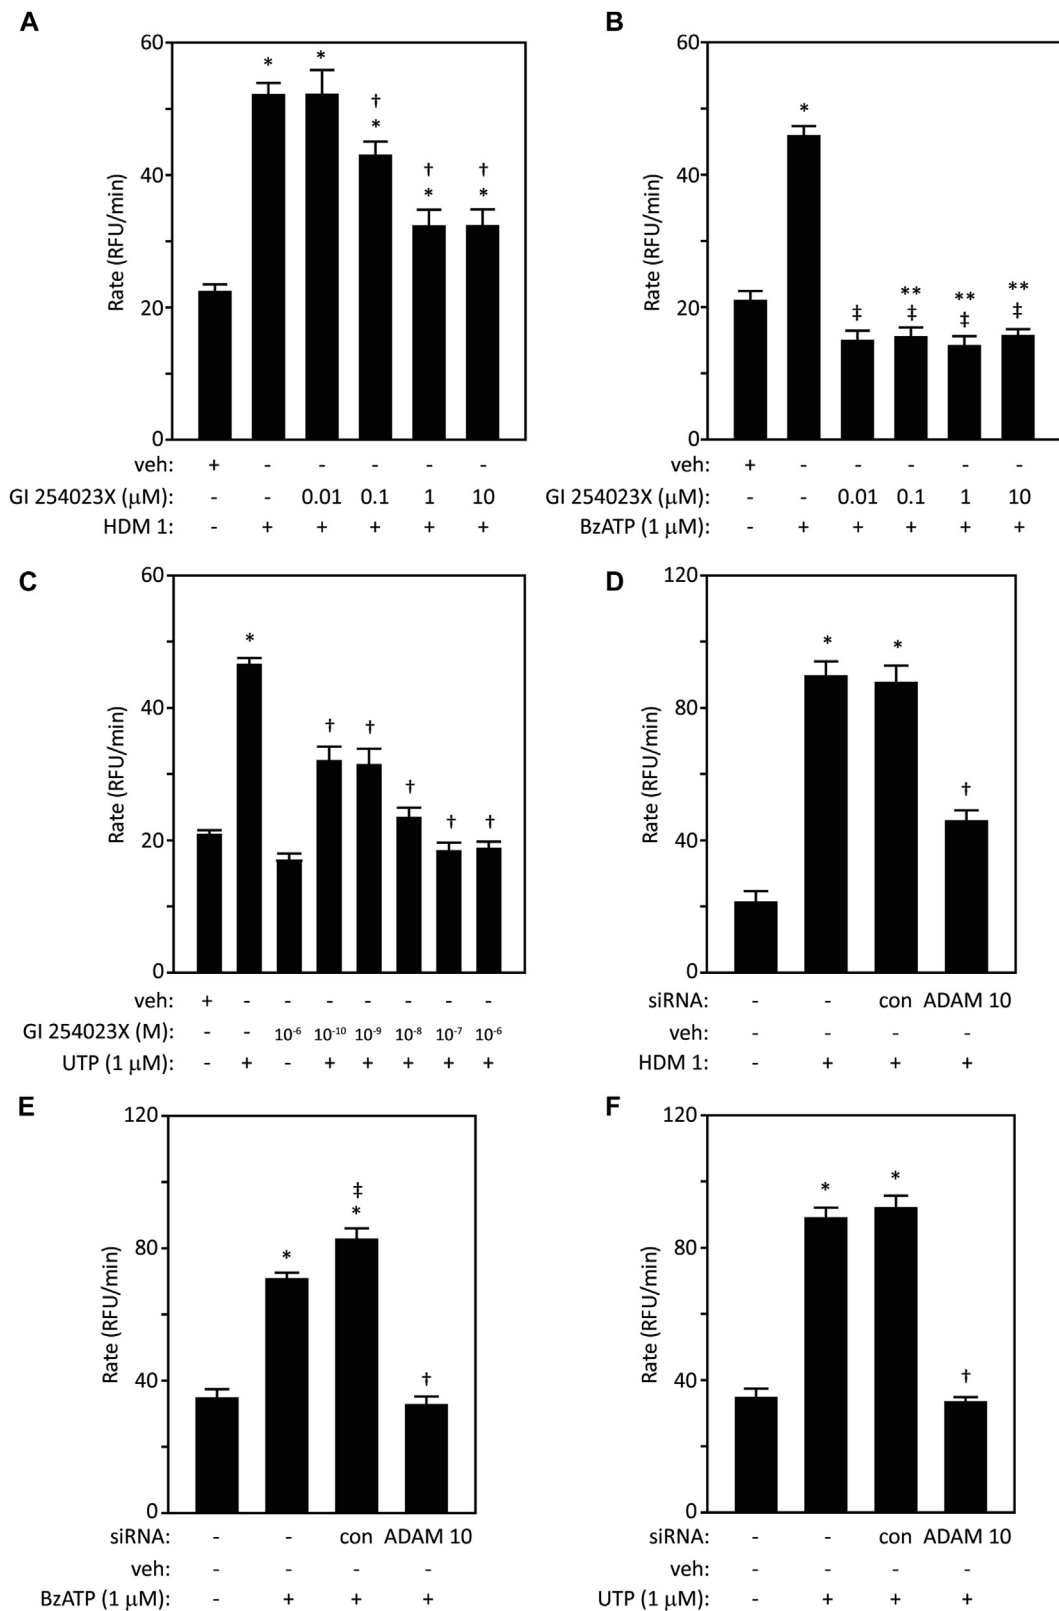 A
60
40
20
0
Rate (RFU/min)
* * † * † * † *
veh: + - - - - -
GI 254023X (μM): - - 0.01 0.1 1 10
HDM 1: - + + + + +
B
60
40
20
0
Rate (RFU/min)
* ‡ ** ‡ ** ‡ ** ‡
veh: + - - - - -
GI 254023X (μM): - - 0.01 0.1 1 10
BzATP (1 μM): - + + + + +
C
60
40
20
0
Rate (RFU/min)
* † † † † †
veh: + - - - - - - -
GI 254023X (M): - - 10⁻⁶ 10⁻¹⁰ 10⁻⁹ 10⁻⁸ 10⁻⁷ 10⁻⁶
UTP (1 μM): - + - + + + + +
D
120
80
40
0
Rate (RFU/min)
* * †
siRNA: - - con ADAM 10
veh: - - - -
HDM 1: - + + +
E
120
80
40
0
Rate (RFU/min)
* ‡ * †
siRNA: - - con ADAM 10
veh: - - - -
BzATP (1 μM): - + + +
F
120
80
40
0
Rate (RFU/min)
* * †
siRNA: - - con ADAM 10
veh: - - - -
UTP (1 μM): - + + +